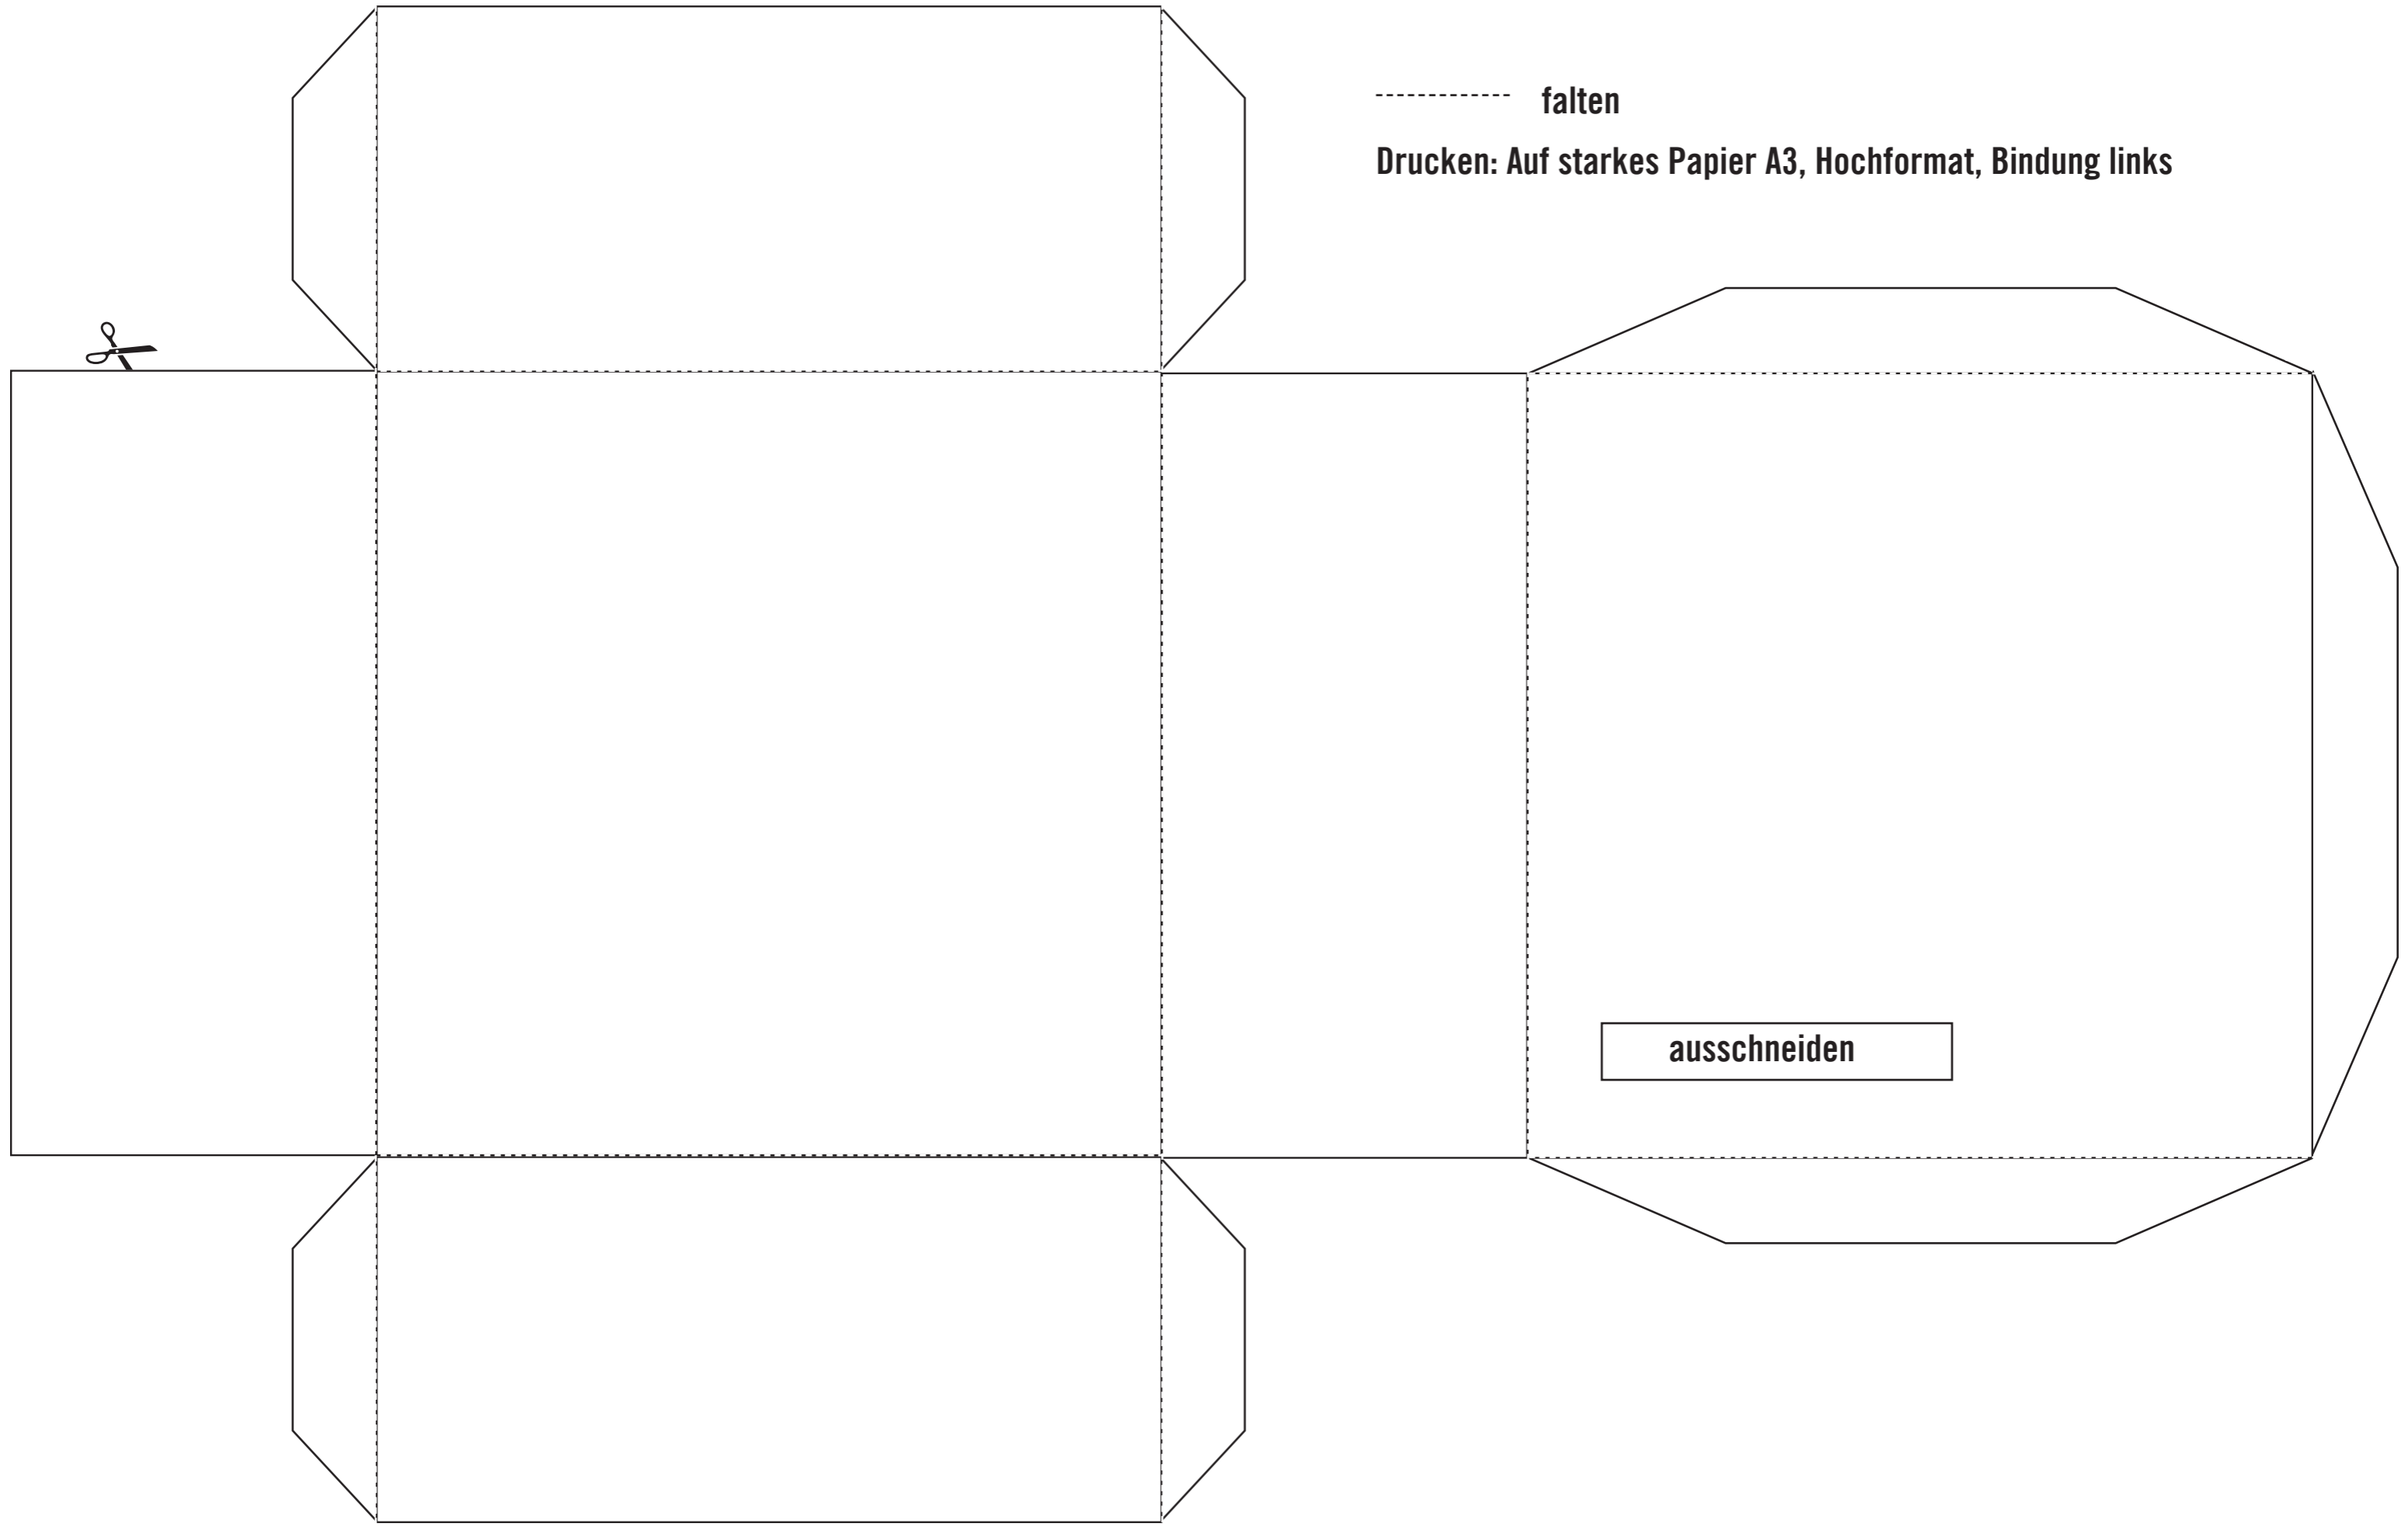 falten
Drucken: Auf starkes Papier A3, Hochformat, Bindung links
ausschneiden